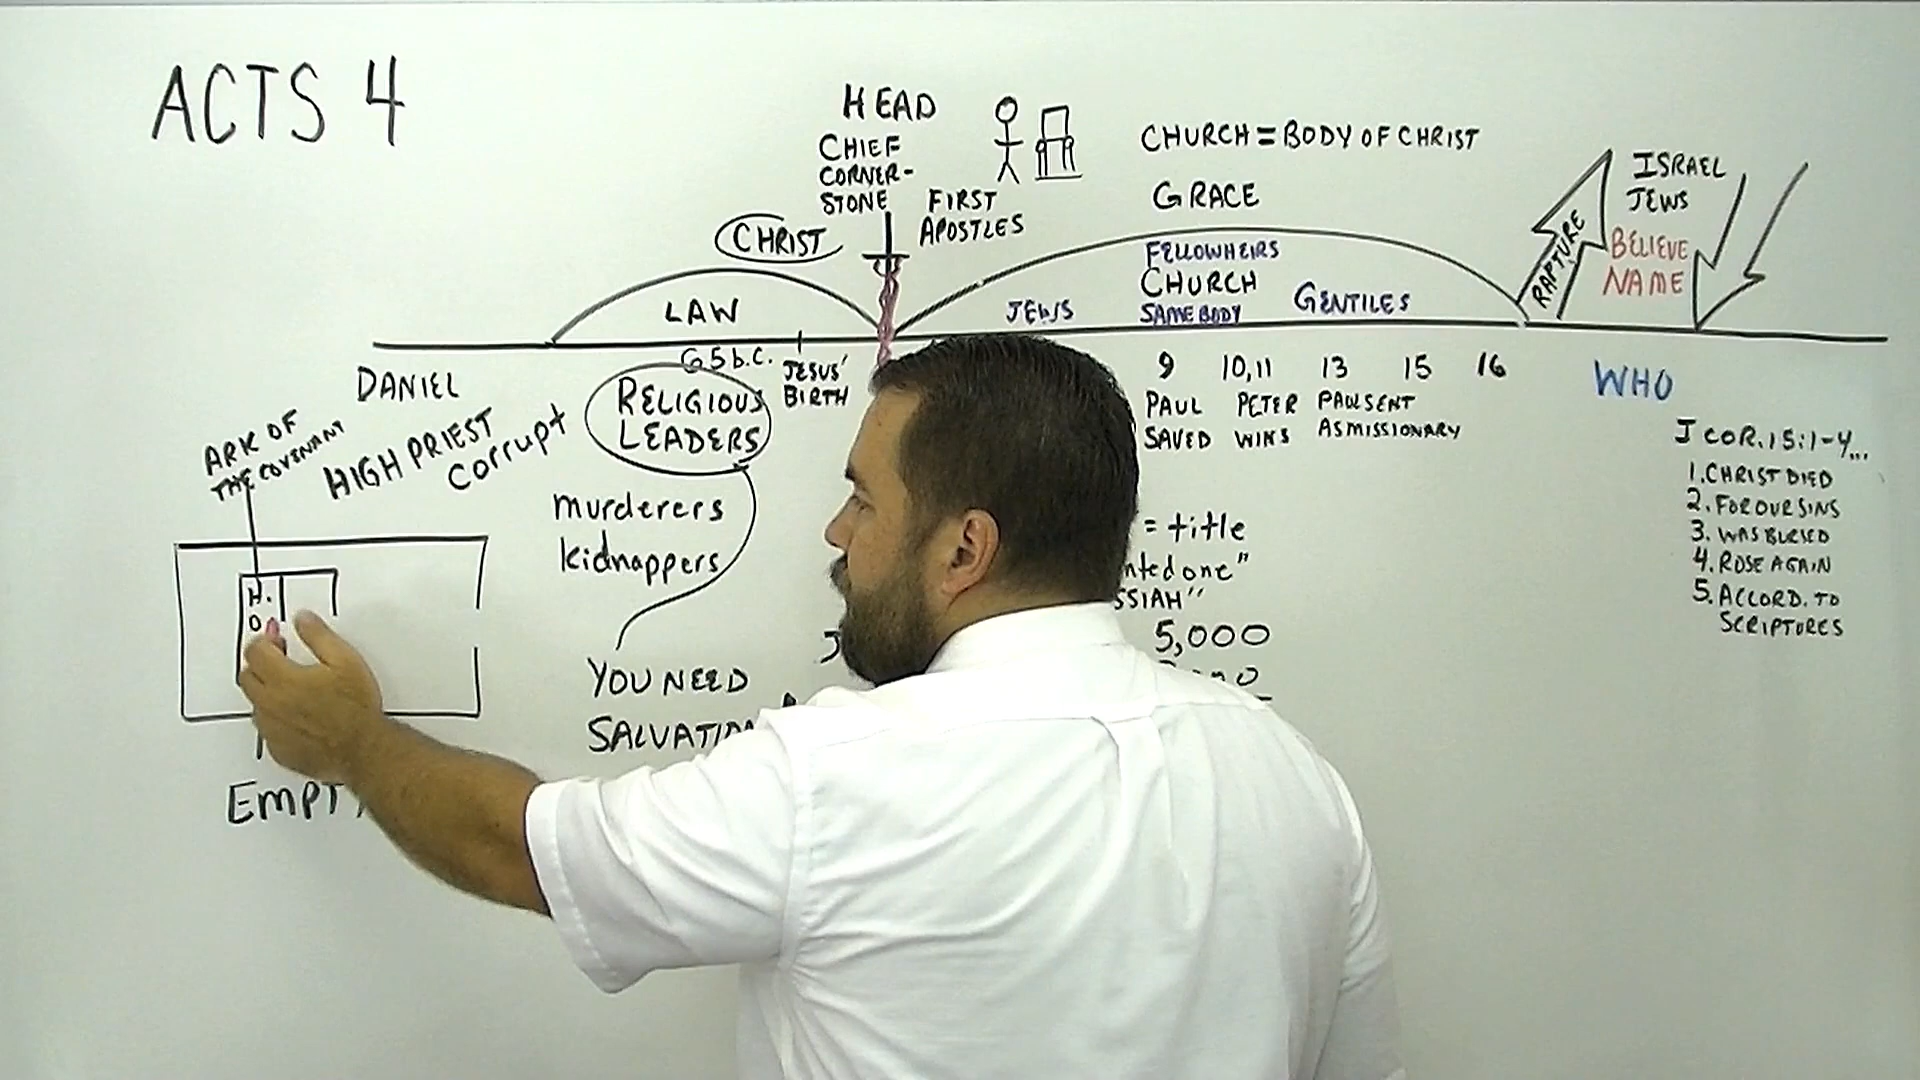 ACTS 4
HEAD
CHIEF
CORNER-
STONE
FIRST
APOSTLES
CHRIST
CHURCH = BODY OF CHRIST
GRACE
FELLOWHEIRS
CHURCH
SAME BODY
JEWS
GENTILES
LAW
RAPTURE
ISRAEL
JEWS
BELIEVE
NAME
65 b.c.
JESUS'
BIRTH
DANIEL
ARK OF
THE COVENANT
HIGH PRIEST
Corrupt
RELIGIOUS
LEADERS
murderers
kidnappers
YOU NEED
SALVATION
H.
O.
EMPTY
9 10,11 13 15 16
PAUL
SAVED
PETER
WINS
PAUL SENT
AS MISSIONARY
= title
5,000
WHO
I COR. 15:1-4...
1. CHRIST DIED
2. FOR OUR SINS
3. WAS BURIED
4. ROSE AGAIN
5. ACCORD. TO
SCRIPTURES